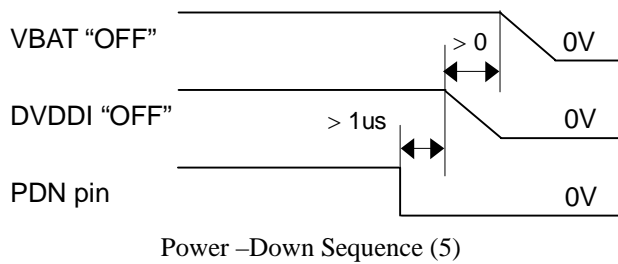 VBAT “OFF”
> 0
0V
DVDDI “OFF”
> 1us
0V
PDN pin
0V
Power –Down Sequence (5)